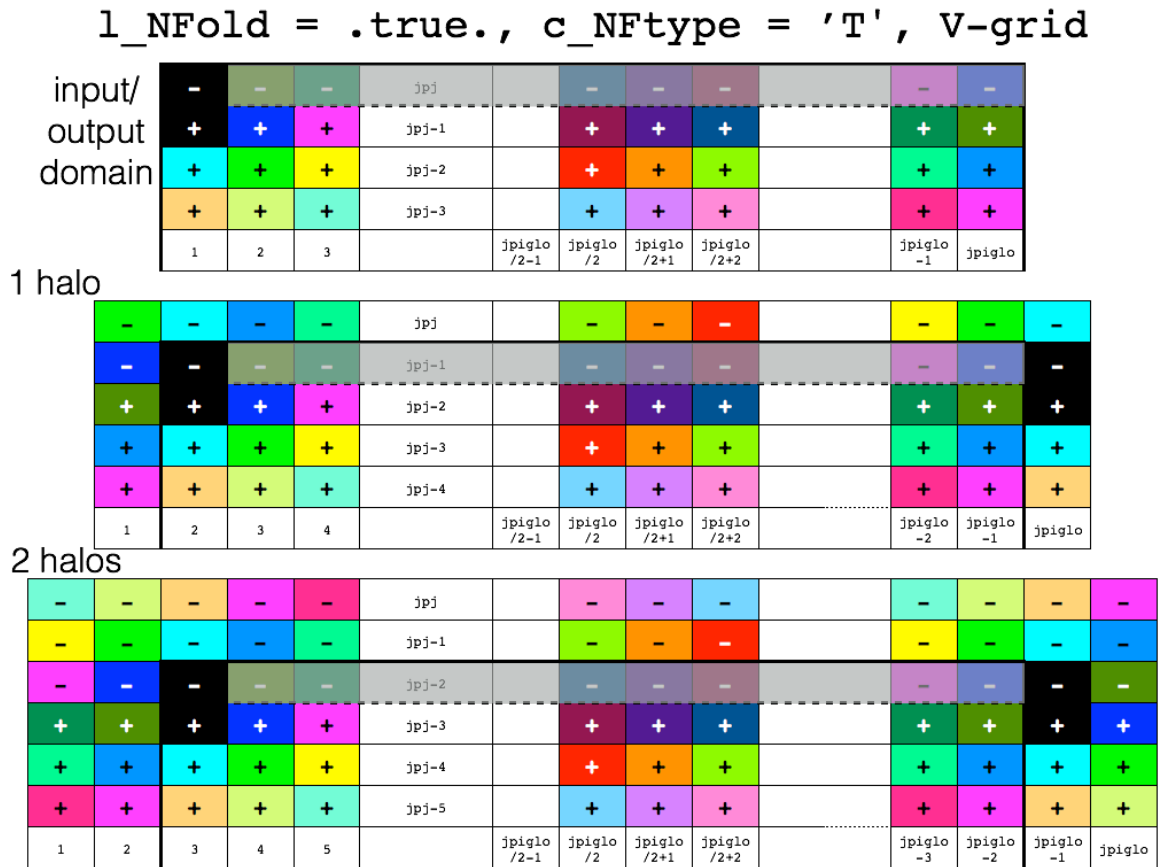 l_NFold = .true., c_NFtype = ’T', V-grid
input/
output
domain
- - - jpj - - - - -
+ + + jpj-1 + + + + +
+ + + jpj-2 + + + + +
+ + + jpj-3 + + + + +
1 2 3 jpiglo/2-1 jpiglo/2 jpiglo/2+1 jpiglo/2+2 jpiglo-1 jpiglo
1 halo
- - - - jpj - - - - - -
- - - - jpj-1 - - - - - -
+ + + + jpj-2 + + + + + +
+ + + + jpj-3 + + + + + +
+ + + + jpj-4 + + + + + +
1 2 3 4 jpiglo/2-1 jpiglo/2 jpiglo/2+1 jpiglo/2+2 jpiglo-2 jpiglo-1 jpiglo
2 halos
- - - - - jpj - - - - - - -
- - - - - jpj-1 - - - - - - -
- - - - - jpj-2 - - - - - - -
+ + + + + jpj-3 + + + + + + +
+ + + + + jpj-4 + + + + + + +
+ + + + + jpj-5 + + + + + + +
1 2 3 4 5 jpiglo/2-1 jpiglo/2 jpiglo/2+1 jpiglo/2+2 jpiglo-3 jpiglo-2 jpiglo-1 jpiglo